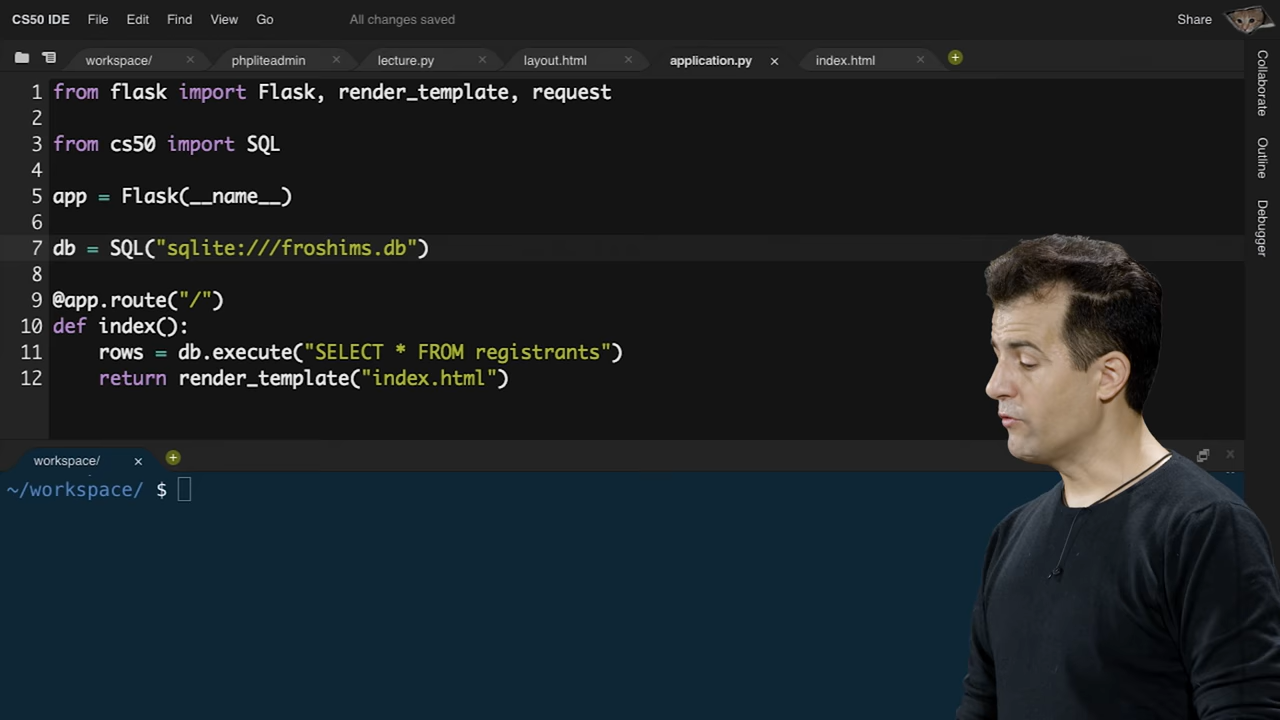 CS50 IDE File Edit Find View Go All changes saved Share
workspace/ phpliteadmin lecture.py layout.html application.py index.html
1 from flask import Flask, render_template, request
2
3 from cs50 import SQL
4
5 app = Flask(__name__)
6
7 db = SQL("sqlite:///froshims.db")
8
9 @app.route("/")
10 def index():
11     rows = db.execute("SELECT * FROM registrants")
12     return render_template("index.html")
workspace/
~/workspace/ $
Collaborate
Outline
Debugger